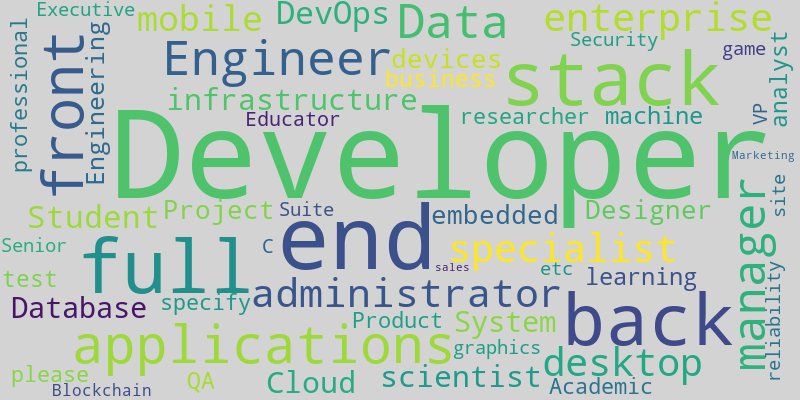 Executive
mobile
DevOps
Data
enterprise
professional
front
Engineering
Engineer
devices
business
stack
Security
game
VP
analyst
infrastructure
Educator
researcher
machine
Developer
Marketing
Student
Project
Suite
embedded
Designer
site
Senior
full
C
end
specialist
manager
sales
etc
learning
reliability
test
Database
specify
administrator
back
Product
System
applications
graphics
desktop
please
Blockchain
QA
Cloud
scientist
Academic